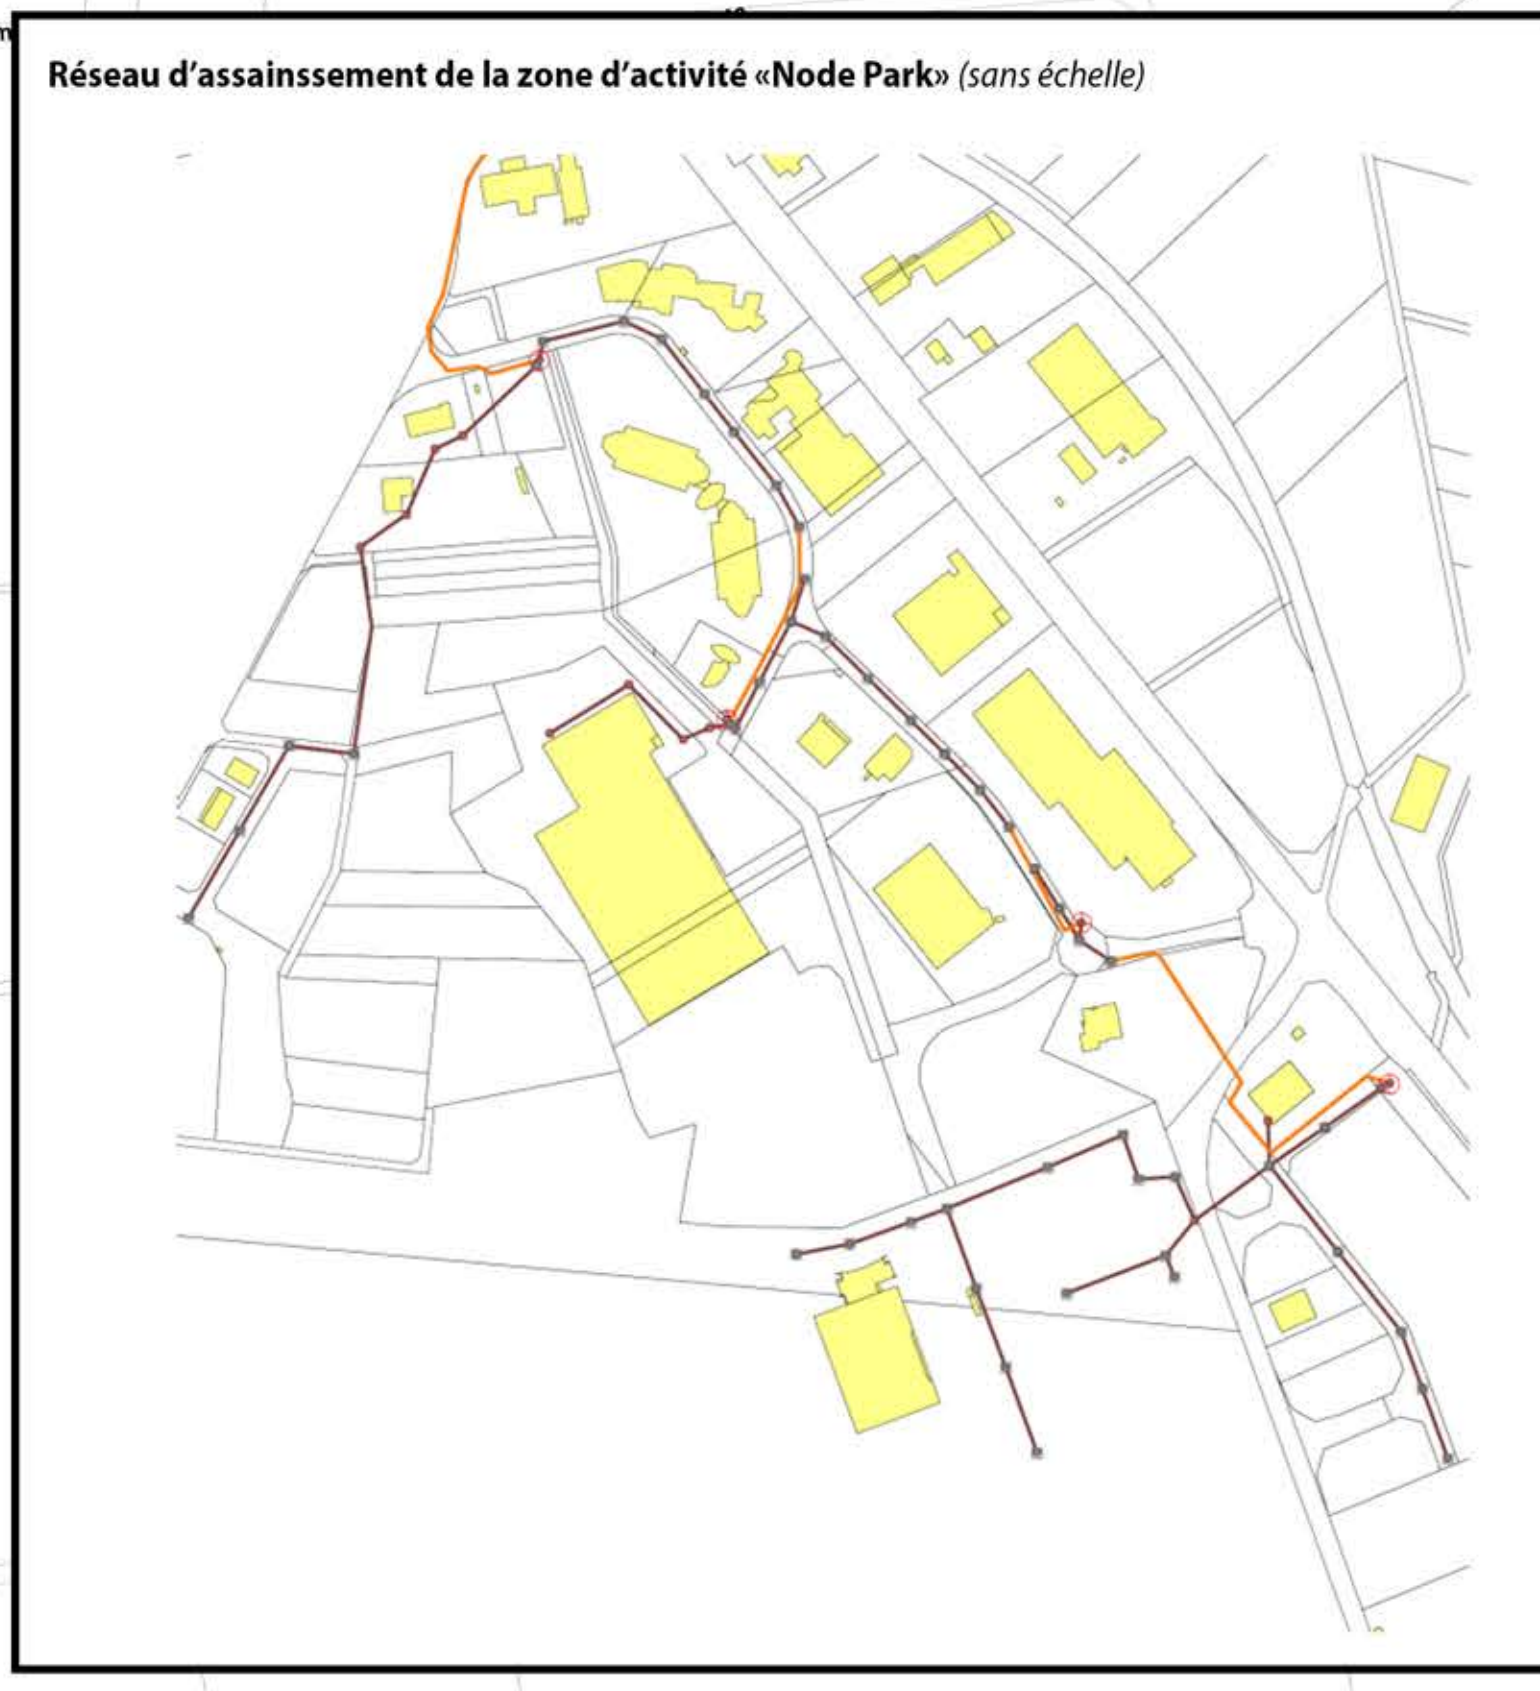 Réseau d'assainssement de la zone d'activité «Node Park» (sans échelle)